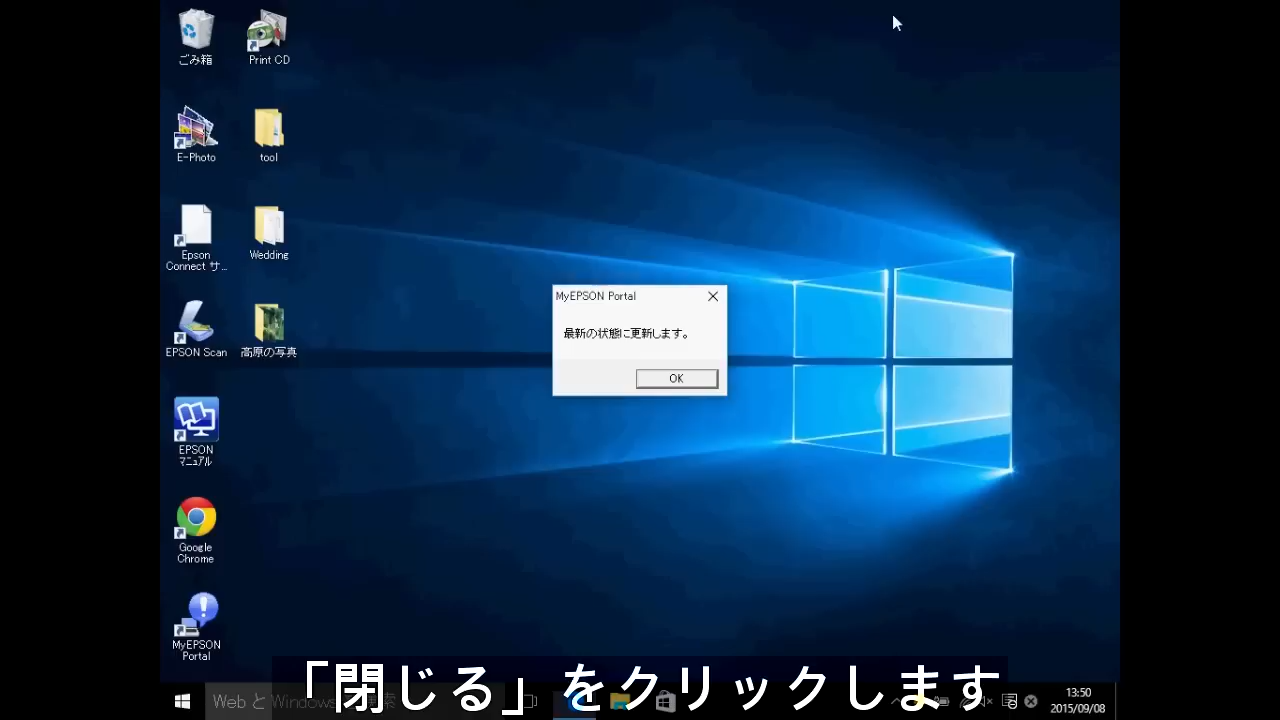 ごみ箱
Print CD
E-Photo
tool
Epson
Connect サ...
Wedding
EPSON Scan
高原の写真
EPSON
マニュアル
Google
Chrome
MyEPSON
Portal
MyEPSON Portal
最新の状態に更新します。
OK
「閉じる」をクリックします
Web と Windows 検索
13:50
2015/09/08